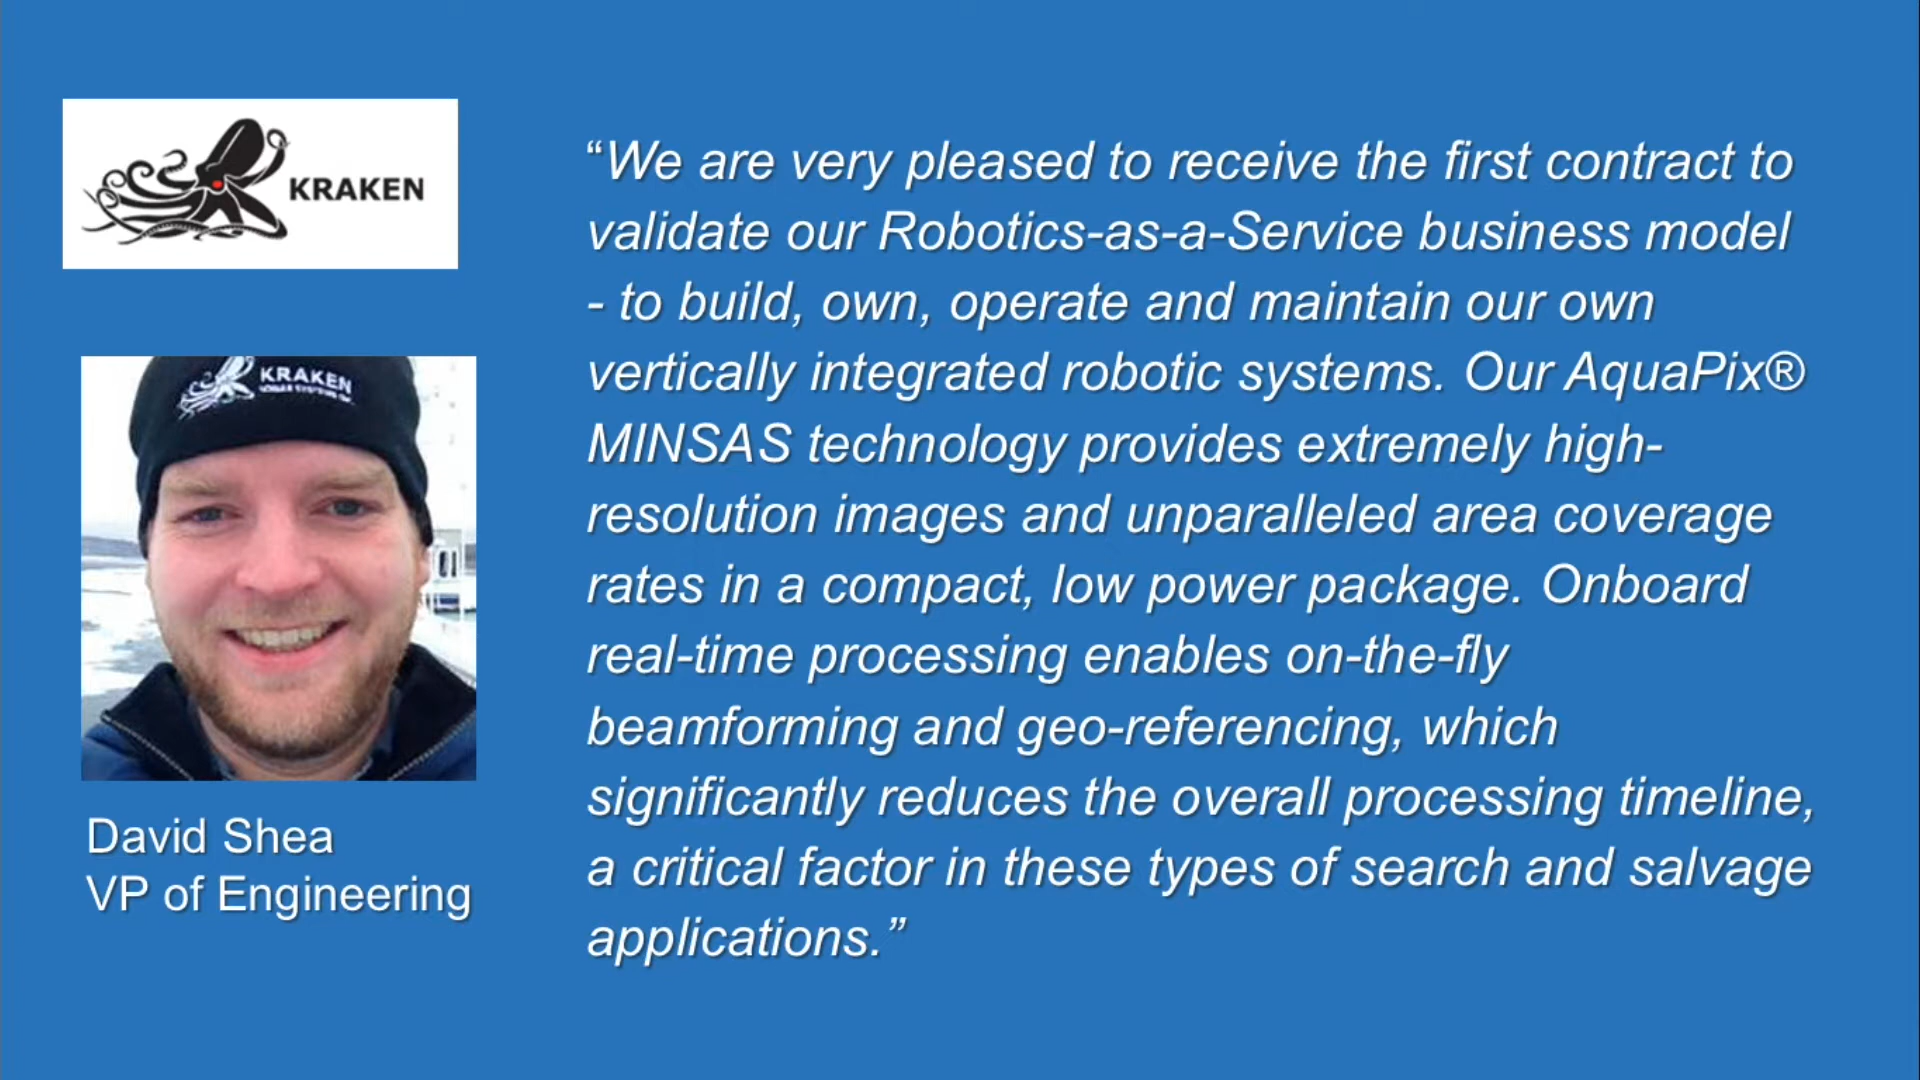 KRAKEN
KRAKEN
David Shea
VP of Engineering
“We are very pleased to receive the first contract to
validate our Robotics-as-a-Service business model
- to build, own, operate and maintain our own
vertically integrated robotic systems. Our AquaPix®
MINSAS technology provides extremely high-
resolution images and unparalleled area coverage
rates in a compact, low power package. Onboard
real-time processing enables on-the-fly
beamforming and geo-referencing, which
significantly reduces the overall processing timeline,
a critical factor in these types of search and salvage
applications.”